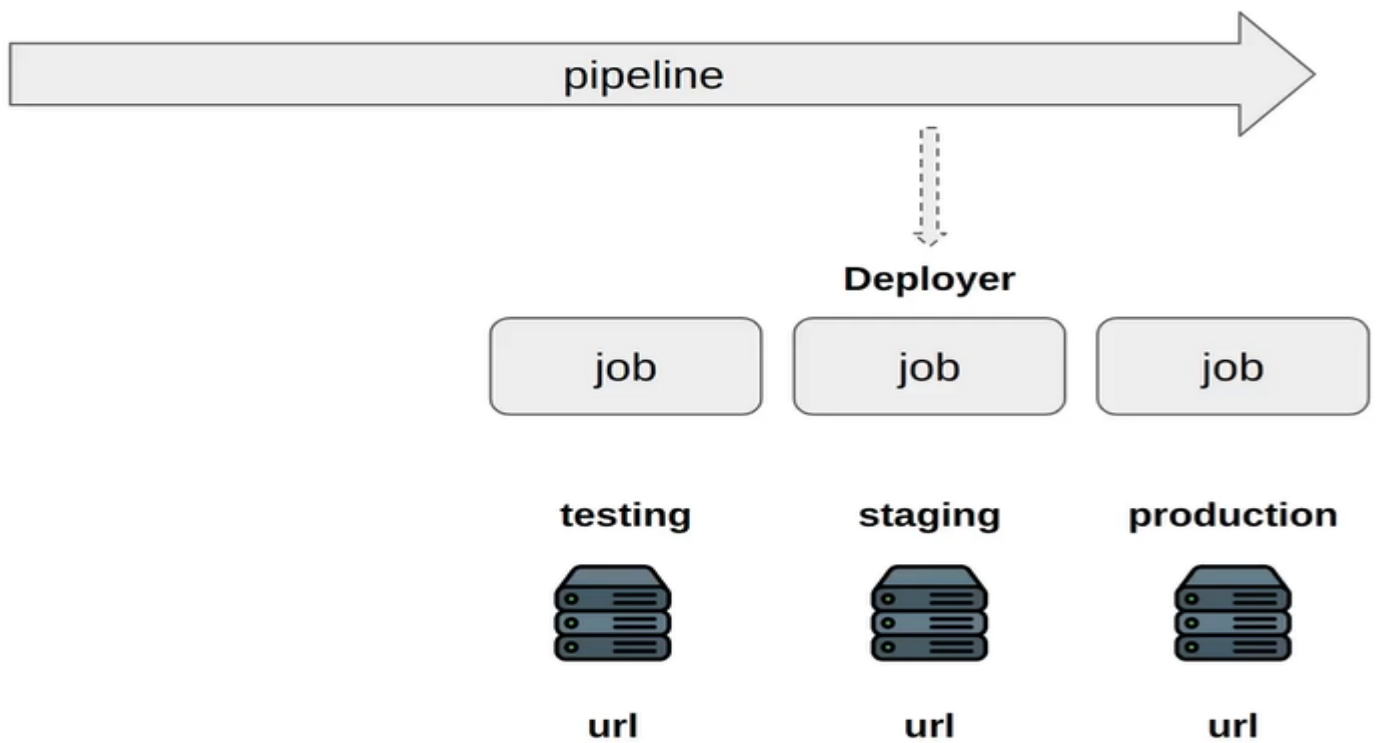 pipeline
Deployer
job job job
testing staging production
url url url